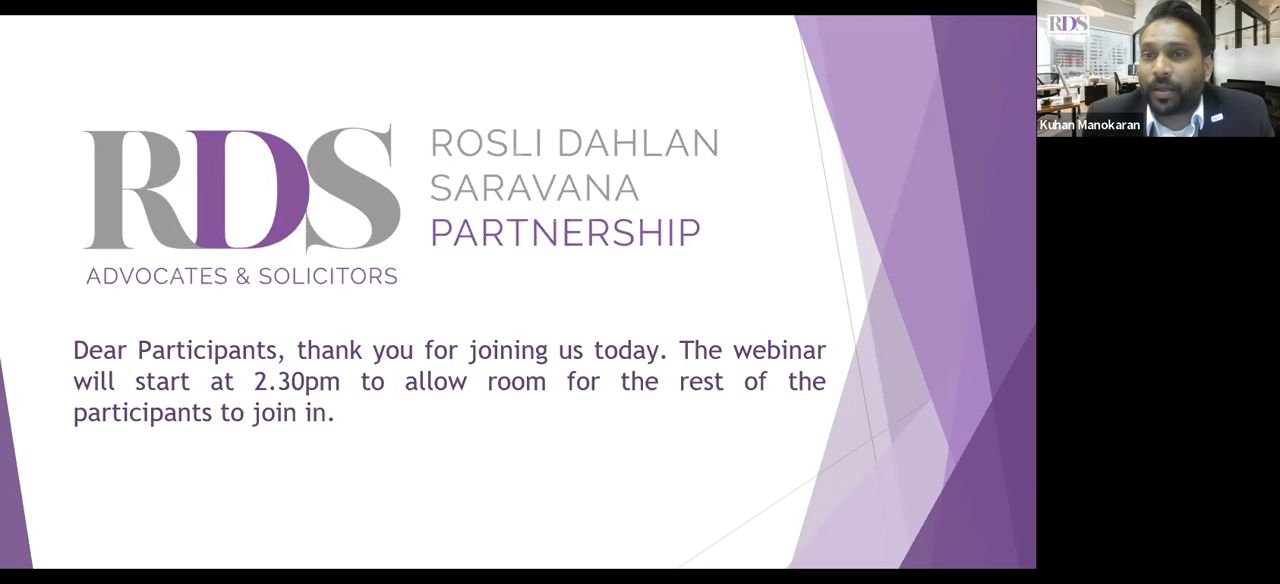 RDS
ROSLI DAHLAN
SARAVANA
PARTNERSHIP
ADVOCATES & SOLICITORS
Dear Participants, thank you for joining us today. The webinar
will start at 2.30pm to allow room for the rest of the
participants to join in.
RDS
Kuhan Manokaran